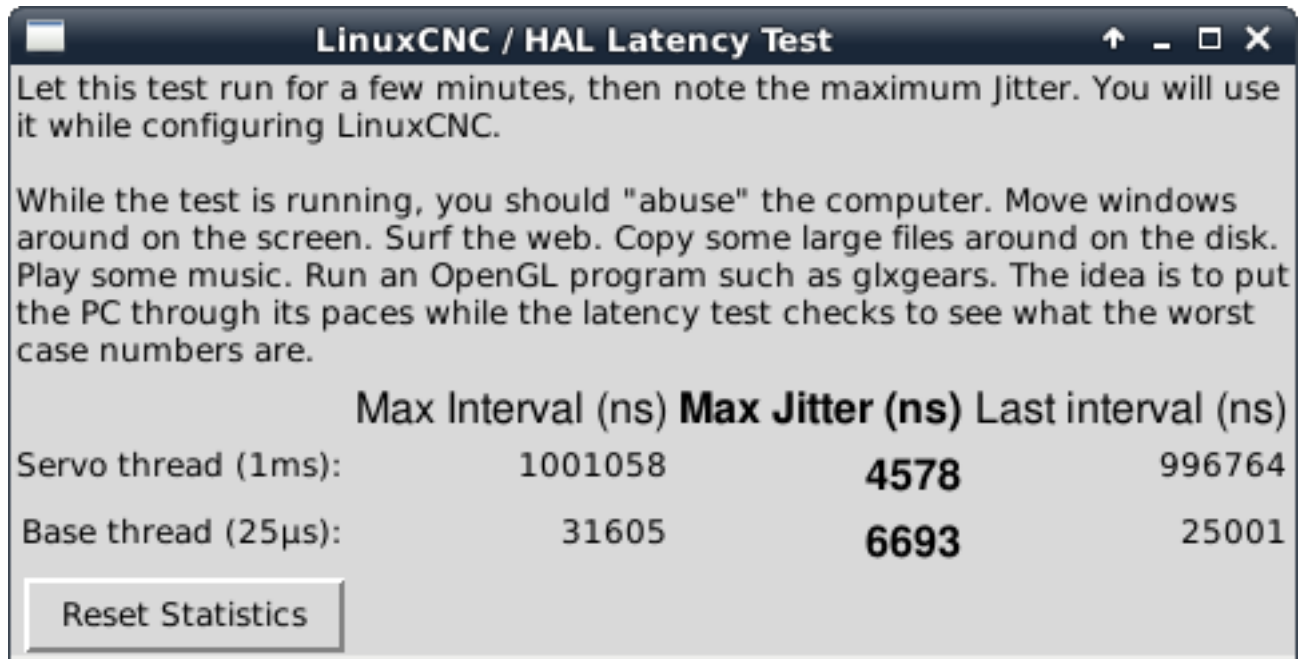 LinuxCNC / HAL Latency Test
Let this test run for a few minutes, then note the maximum Jitter. You will use
it while configuring LinuxCNC.
While the test is running, you should "abuse" the computer. Move windows
around on the screen. Surf the web. Copy some large files around on the disk.
Play some music. Run an OpenGL program such as glxgears. The idea is to put
the PC through its paces while the latency test checks to see what the worst
case numbers are.
Max Interval (ns) Max Jitter (ns) Last interval (ns)
Servo thread (1ms): 1001058 4578 996764
Base thread (25µs): 31605 6693 25001
Reset Statistics